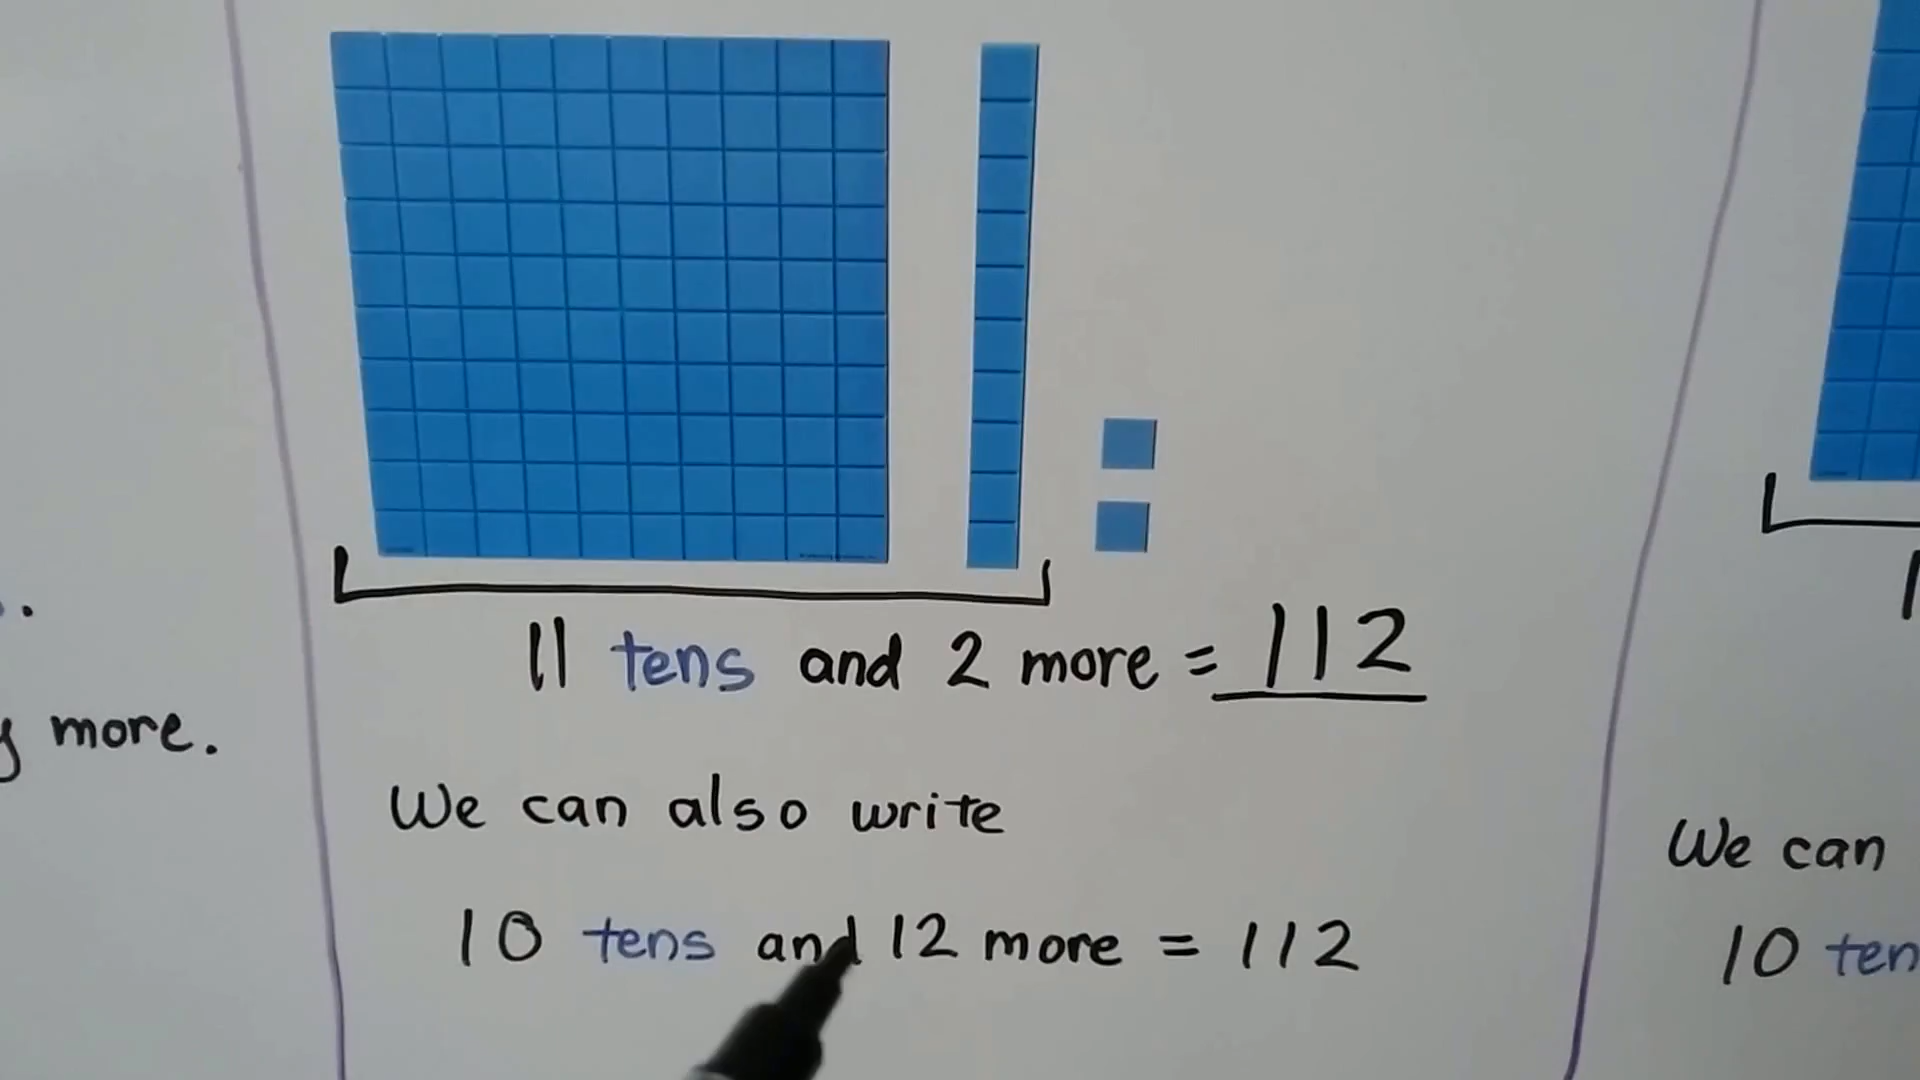 11 tens and 2 more = 112
more.
We can also write
10 tens and 12 more = 112
We can
10 ten